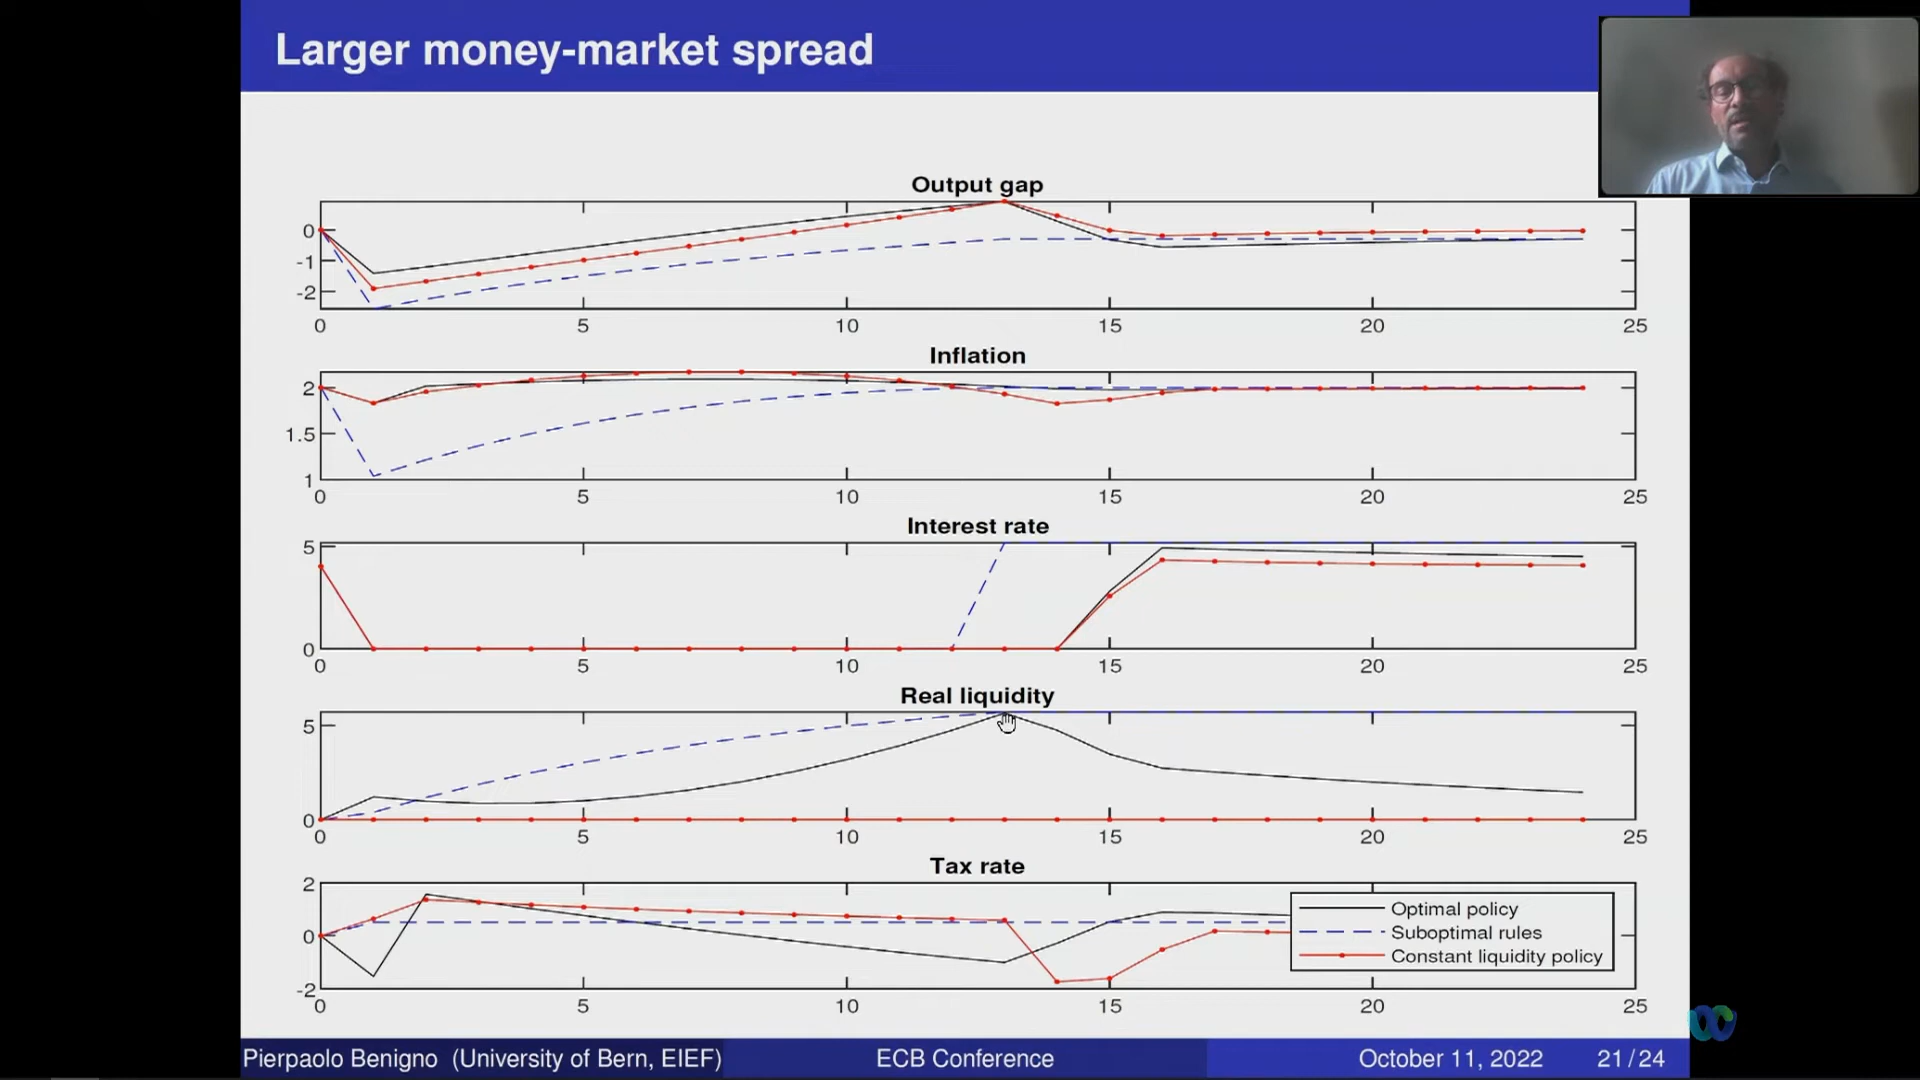 Larger money-market spread
Output gap
0
-1
-2
0 5 10 15 20 25
Inflation
2
1.5
1
0 5 10 15 20 25
Interest rate
5
0
0 5 10 15 20 25
Real liquidity
5
0
0 5 10 15 20 25
Tax rate
2
0
-2
0 5 10 15 20 25
Optimal policy
Suboptimal rules
Constant liquidity policy
Pierpaolo Benigno (University of Bern, EIEF) ECB Conference October 11, 2022 21 / 24